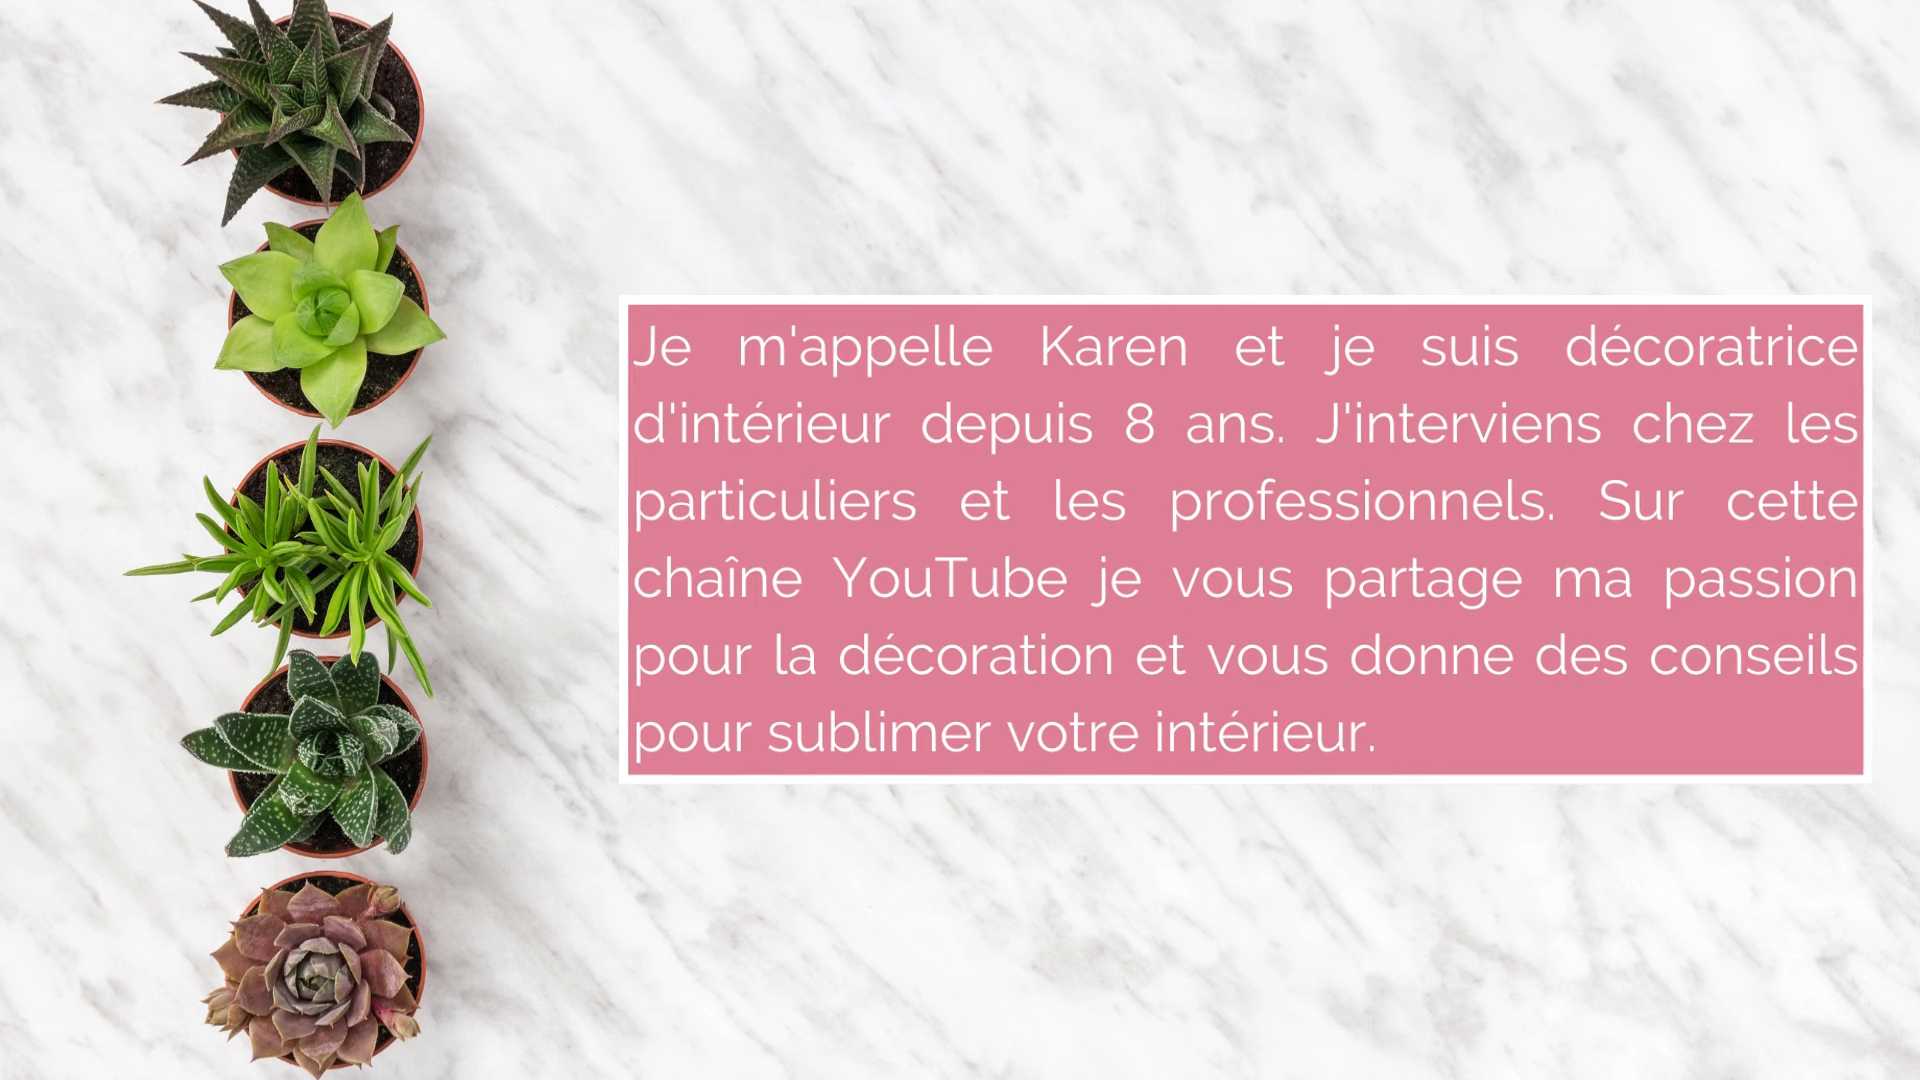 Je m'appelle Karen et je suis décoratrice
d'intérieur depuis 8 ans. J'interviens chez les
particuliers et les professionnels. Sur cette
chaîne YouTube je vous partage ma passion
pour la décoration et vous donne des conseils
pour sublimer votre intérieur.